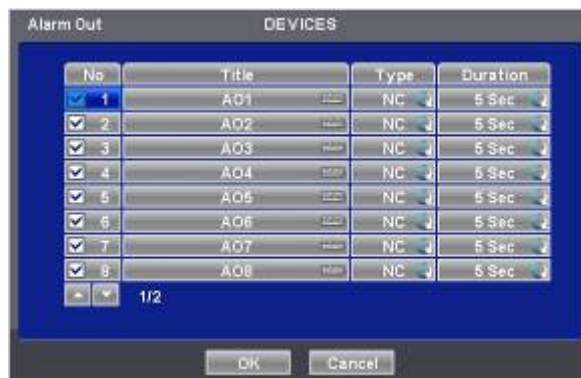 Alarm Out DEVICES
No Title Type Duration
1 AO1 NC 5 Sec
2 AO2 NC 5 Sec
3 AO3 NC 5 Sec
4 AO4 NC 5 Sec
5 AO5 NC 5 Sec
6 AO6 NC 5 Sec
7 AO7 NC 5 Sec
8 AO8 NC 5 Sec
1/2
OK Cancel